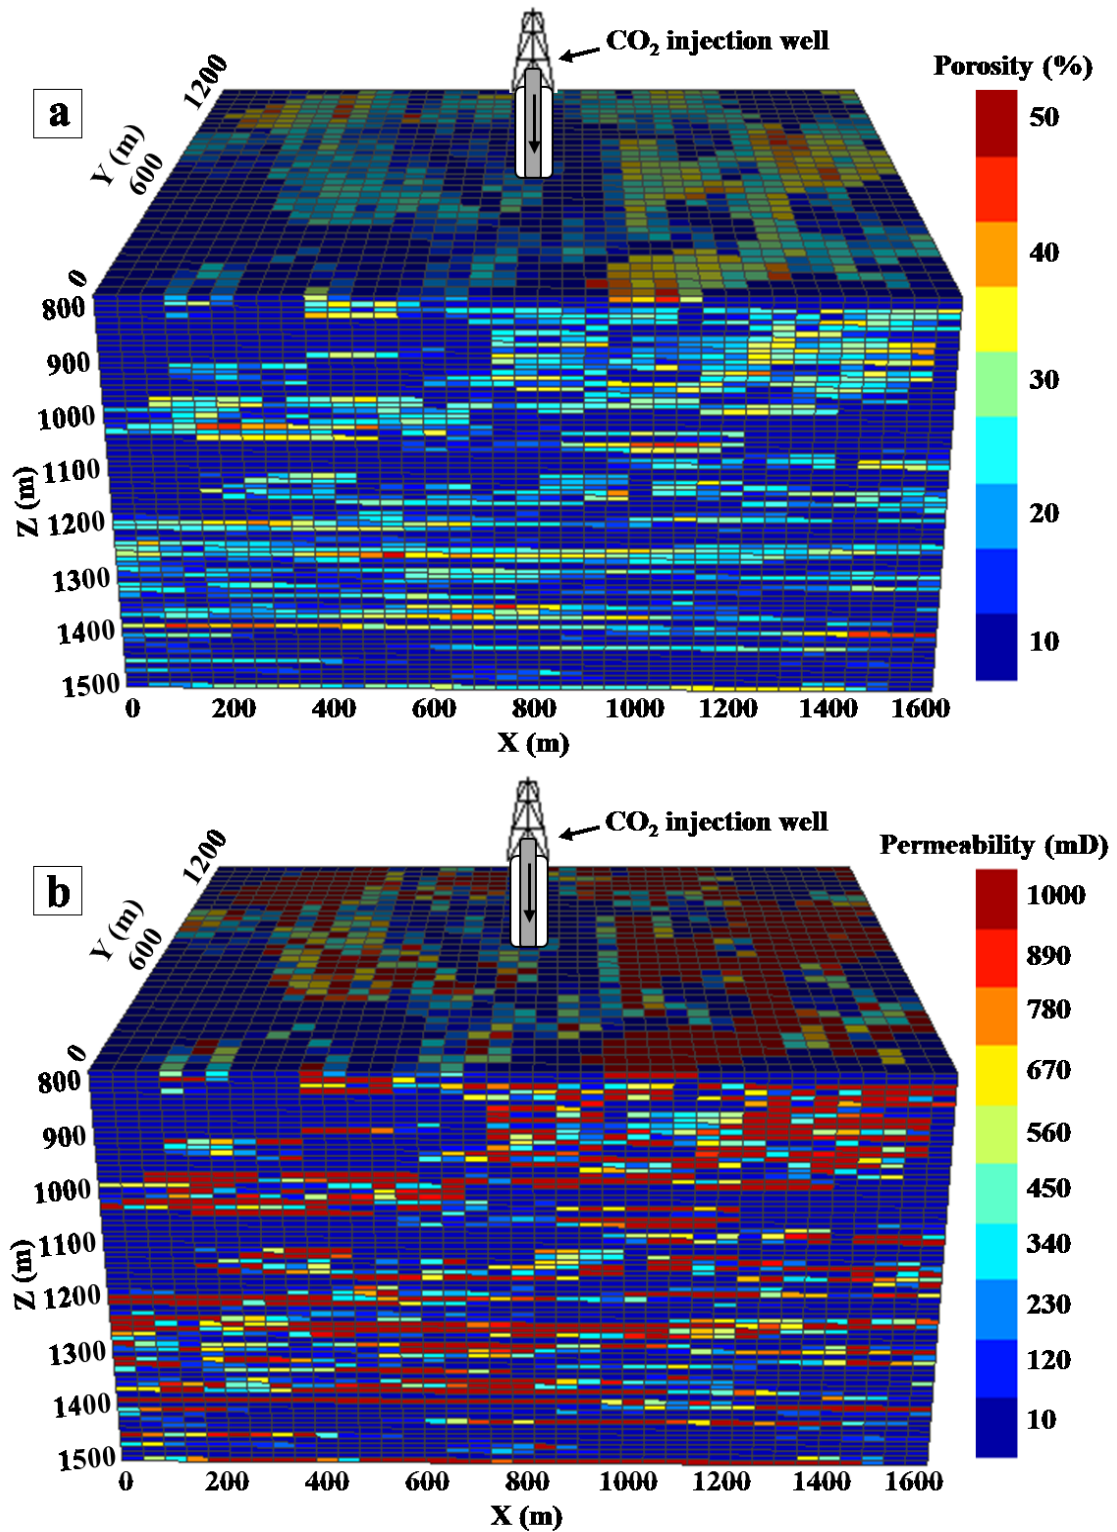 CO₂ injection well
Porosity (%)
a
1200
Y (m)
600
0
50
40
30
20
10
800
900
1000
1100
1200
1300
1400
1500
Z (m)
0 200 400 600 800 1000 1200 1400 1600
X (m)
CO₂ injection well
Permeability (mD)
b
1200
Y (m)
600
0
1000
890
780
670
560
450
340
230
120
10
800
900
1000
1100
1200
1300
1400
1500
Z (m)
0 200 400 600 800 1000 1200 1400 1600
X (m)